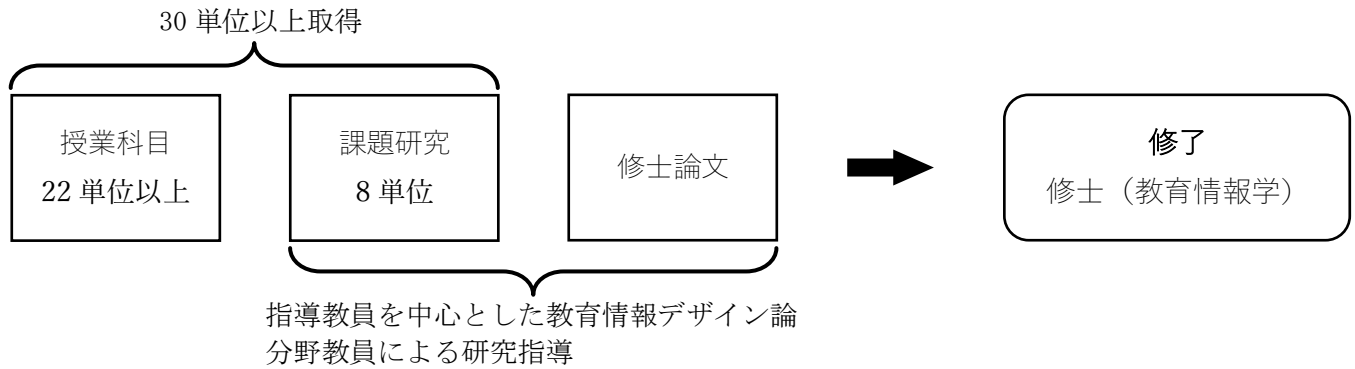 30 単位以上取得
授業科目
22 単位以上
課題研究
8 単位
修士論文
修了
修士（教育情報学）
指導教員を中心とした教育情報デザイン論
分野教員による研究指導